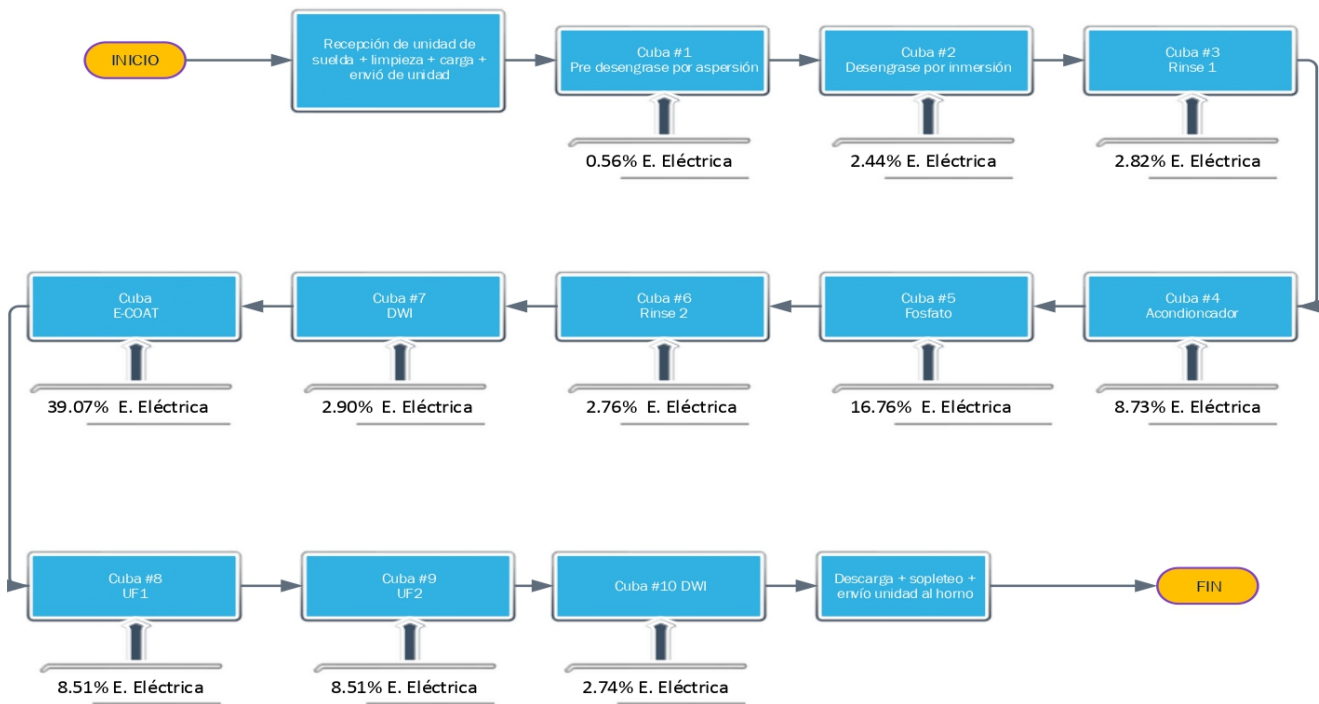 INICIO
Recepción de unidad de
suelda + limpieza + carga +
envió de unidad
Cuba #1
Pre desengrase por aspersión
Cuba #2
Desengrase por inmersión
Cuba #3
Rinse 1
0.56% E. Eléctrica
2.44% E. Eléctrica
2.82% E. Eléctrica
Cuba #4
Acondioncador
Cuba #5
Fosfato
Cuba #6
Rinse 2
Cuba #7
DWI
Cuba
E-COAT
8.73% E. Eléctrica
16.76% E. Eléctrica
2.76% E. Eléctrica
2.90% E. Eléctrica
39.07% E. Eléctrica
Cuba #8
UF1
Cuba #9
UF2
Cuba #10 DWI
Descarga + sopleteo +
envío unidad al horno
FIN
8.51% E. Eléctrica
8.51% E. Eléctrica
2.74% E. Eléctrica